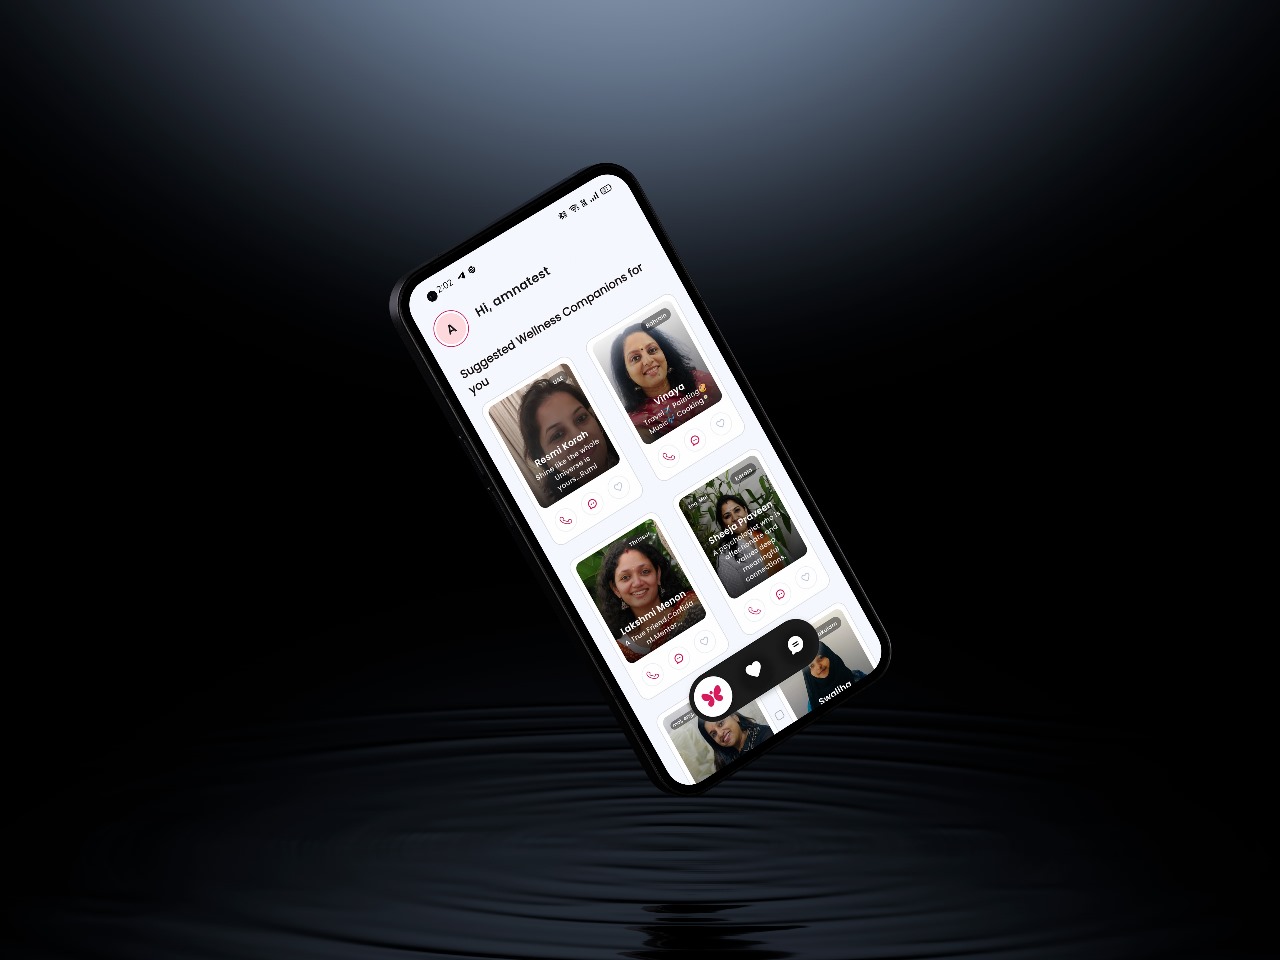 2:02
A
Hi, amnatest
Suggested Wellness Companions for
you
UAE
Resmi Korah
Shine like the whole
Universe is
yours...Rumi
Bahrain
Vinaya
Travel✈️ Painting🎨
Music🎼 Cooking
Thrissur
Lakshmi Menon
A True Friend,Confida
nt,Mentor...
Kerala
Sheeja Praveen
A psychologist who is
affectionate and
values deep
meaningful
connections.
Swaliha